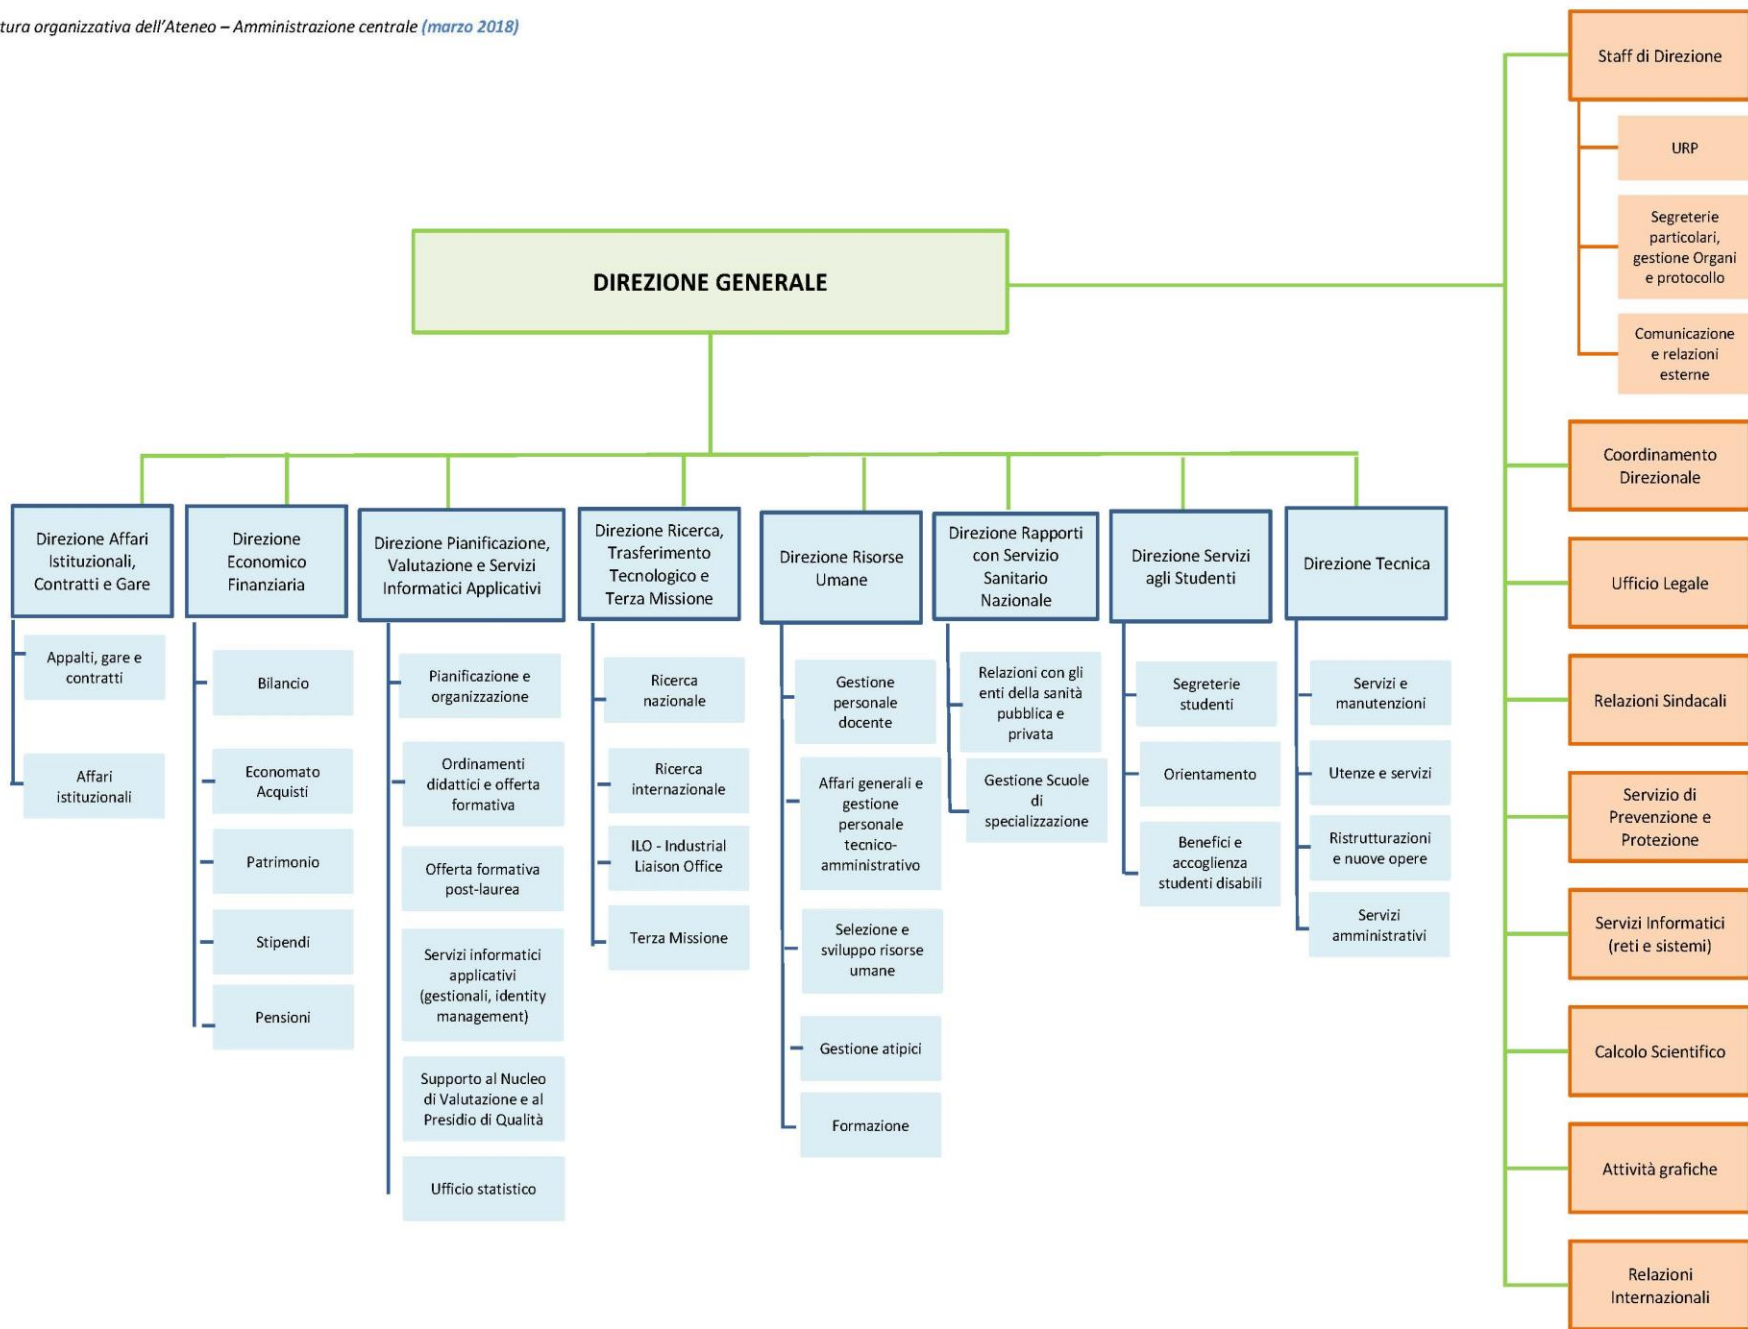 tura organizzativa dell'Ateneo – Amministrazione centrale (marzo 2018)
DIREZIONE GENERALE
Direzione Affari
Istituzionali,
Contratti e Gare
Appalti, gare e
contratti
Affari
istituzionali
Direzione
Economico
Finanziaria
Bilancio
Economato
Acquisti
Patrimonio
Stipendi
Pensioni
Direzione Pianificazione,
Valutazione e Servizi
Informatici Applicativi
Pianificazione e
organizzazione
Ordinamenti
didattici e offerta
formativa
Offerta formativa
post-laurea
Servizi informatici
applicativi
(gestionali, identity
management)
Supporto al Nucleo
di Valutazione e al
Presidio di Qualità
Ufficio statistico
Direzione Ricerca,
Trasferimento
Tecnologico e
Terza Missione
Ricerca
nazionale
Ricerca
internazionale
ILO - Industrial
Liaison Office
Terza Missione
Direzione Risorse
Umane
Gestione
personale
docente
Affari generali e
gestione
personale
tecnico-
amministrativo
Selezione e
sviluppo risorse
umane
Gestione atipici
Formazione
Direzione Rapporti
con Servizio
Sanitario
Nazionale
Relazioni con gli
enti della sanità
pubblica e
privata
Gestione Scuole
di
specializzazione
Direzione Servizi
agli Studenti
Segreterie
studenti
Orientamento
Benefici e
accoglienza
studenti disabili
Direzione Tecnica
Servizi e
manutenzioni
Utenze e servizi
Ristrutturazioni
e nuove opere
Servizi
amministrativi
Staff di Direzione
URP
Segreterie
particolari,
gestione Organi
e protocollo
Comunicazione
e relazioni
esterne
Coordinamento
Direzionale
Ufficio Legale
Relazioni Sindacali
Servizio di
Prevenzione e
Protezione
Servizi Informatici
(reti e sistemi)
Calcolo Scientifico
Attività grafiche
Relazioni
Internazionali